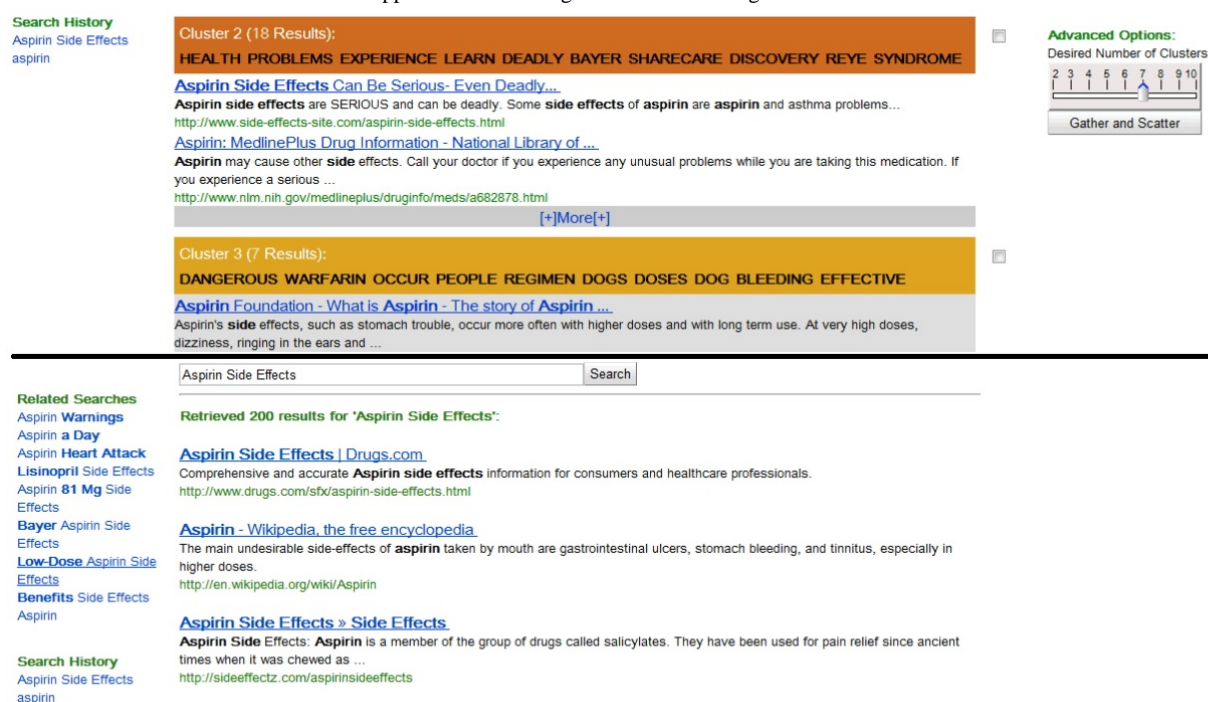 Search History
Aspirin Side Effects
aspirin
Cluster 2 (18 Results):
HEALTH PROBLEMS EXPERIENCE LEARN DEADLY BAYER SHARECARE DISCOVERY REYE SYNDROME
Aspirin Side Effects Can Be Serious- Even Deadly...
Aspirin side effects are SERIOUS and can be deadly. Some side effects of aspirin are aspirin and asthma problems…
http://www.side-effects-site.com/aspirin-side-effects.html
Aspirin: MedlinePlus Drug Information - National Library of ...
Aspirin may cause other side effects. Call your doctor if you experience any unusual problems while you are taking this medication. If
you experience a serious ...
http://www.nlm.nih.gov/medlineplus/druginfo/meds/a682878.html
[+]More[+]
Cluster 3 (7 Results):
DANGEROUS WARFARIN OCCUR PEOPLE REGIMEN DOGS DOSES DOG BLEEDING EFFECTIVE
Aspirin Foundation - What is Aspirin - The story of Aspirin ...
Aspirin's side effects, such as stomach trouble, occur more often with higher doses and with long term use. At very high doses,
dizziness, ringing in the ears and ...
Advanced Options:
Desired Number of Clusters
2 3 4 5 6 7 8 9 10
Gather and Scatter
Aspirin Side Effects
Search
Related Searches
Aspirin Warnings
Aspirin a Day
Aspirin Heart Attack
Lisinopril Side Effects
Aspirin 81 Mg Side
Effects
Bayer Aspirin Side
Effects
Low-Dose Aspirin Side
Effects
Benefits Side Effects
Aspirin
Search History
Aspirin Side Effects
aspirin
Retrieved 200 results for 'Aspirin Side Effects':
Aspirin Side Effects | Drugs.com
Comprehensive and accurate Aspirin side effects information for consumers and healthcare professionals.
http://www.drugs.com/sfx/aspirin-side-effects.html
Aspirin - Wikipedia, the free encyclopedia
The main undesirable side-effects of aspirin taken by mouth are gastrointestinal ulcers, stomach bleeding, and tinnitus, especially in
higher doses.
http://en.wikipedia.org/wiki/Aspirin
Aspirin Side Effects » Side Effects
Aspirin Side Effects: Aspirin is a member of the group of drugs called salicylates. They have been used for pain relief since ancient
times when it was chewed as ...
http://sideeffectz.com/aspirinsideeffects